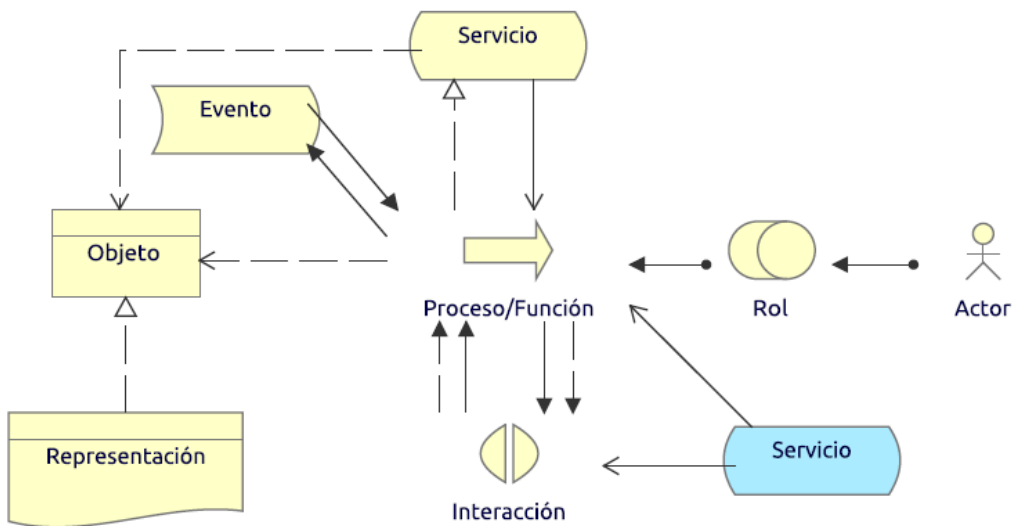 Servicio
Evento
Objeto
Proceso/Función
Rol
Actor
Representación
Servicio
Interacción